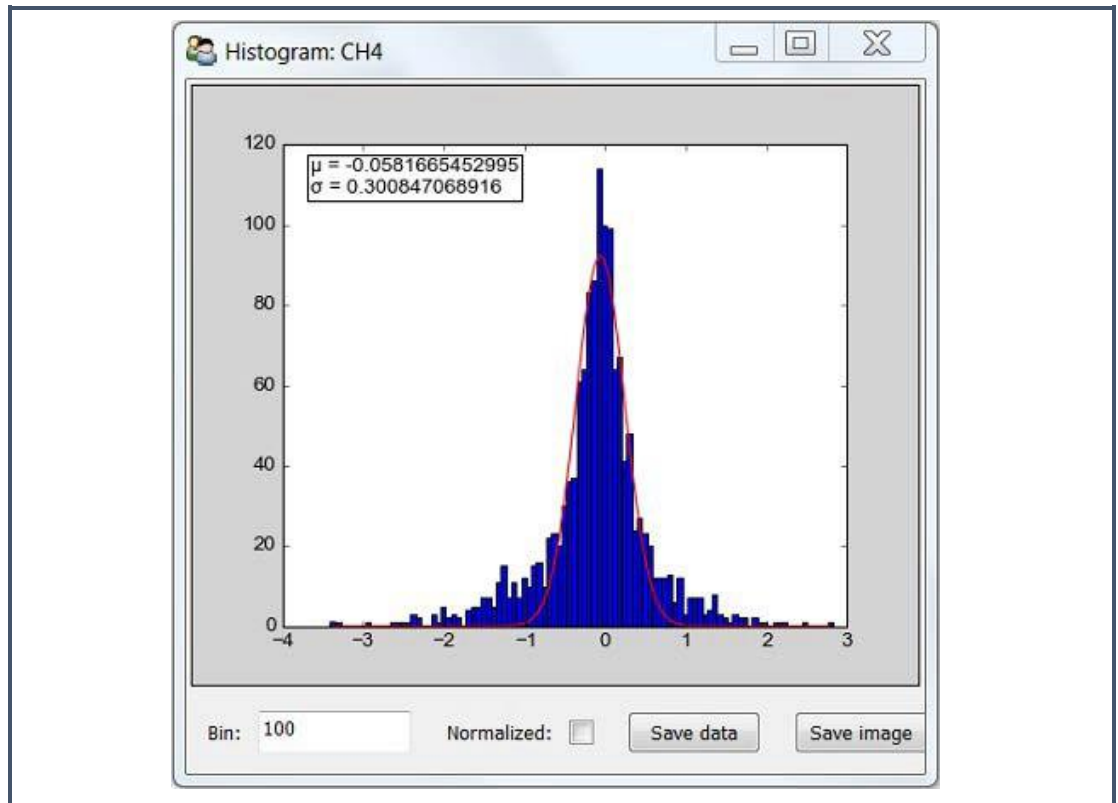 Histogram: CH4
120
μ = -0.0581665452995
σ = 0.300847068916
100
80
60
40
20
0
−4 −3 −2 −1 0 1 2 3
Bin: 100 Normalized: Save data Save image